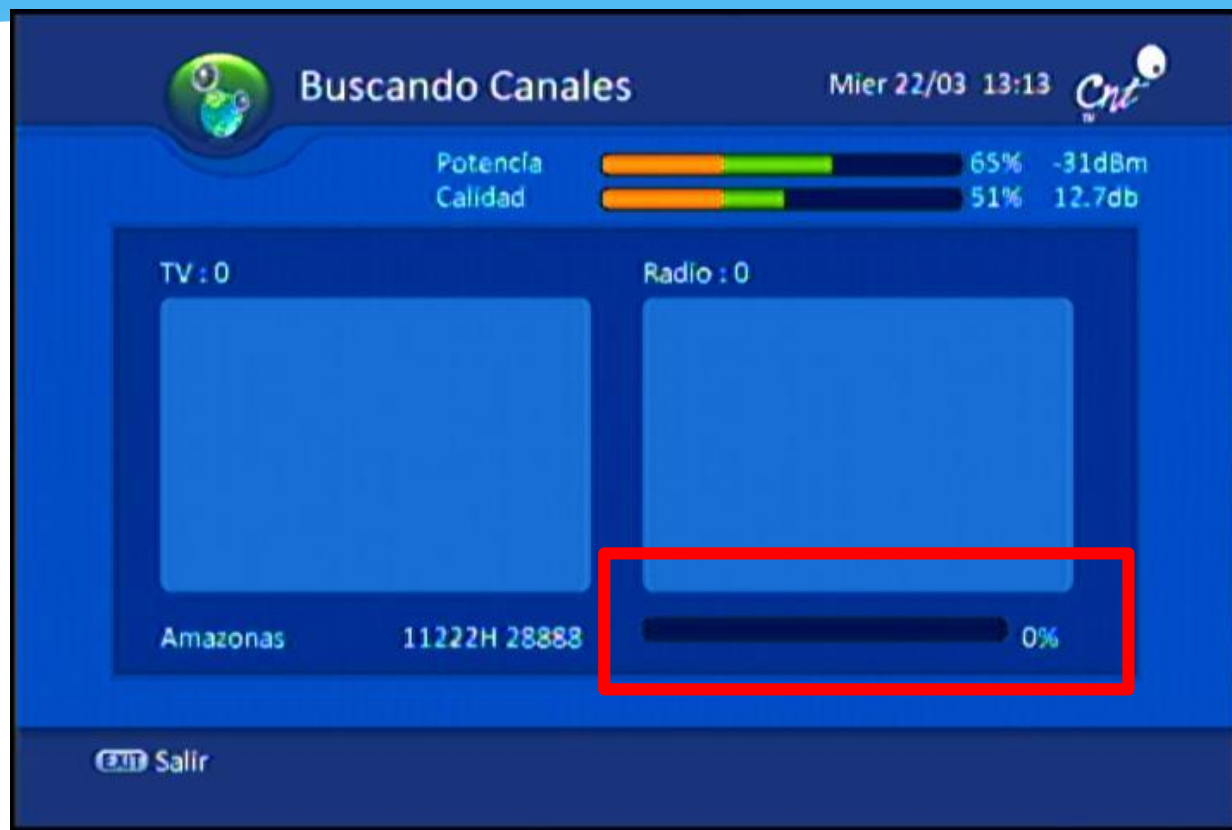 Buscando Canales
Mier 22/03 13:13
Cnt
TV
Potencia 65% -31dBm
Calidad 51% 12.7db
TV : 0
Radio : 0
Amazonas 11222H 28888 0%
EXIT Salir